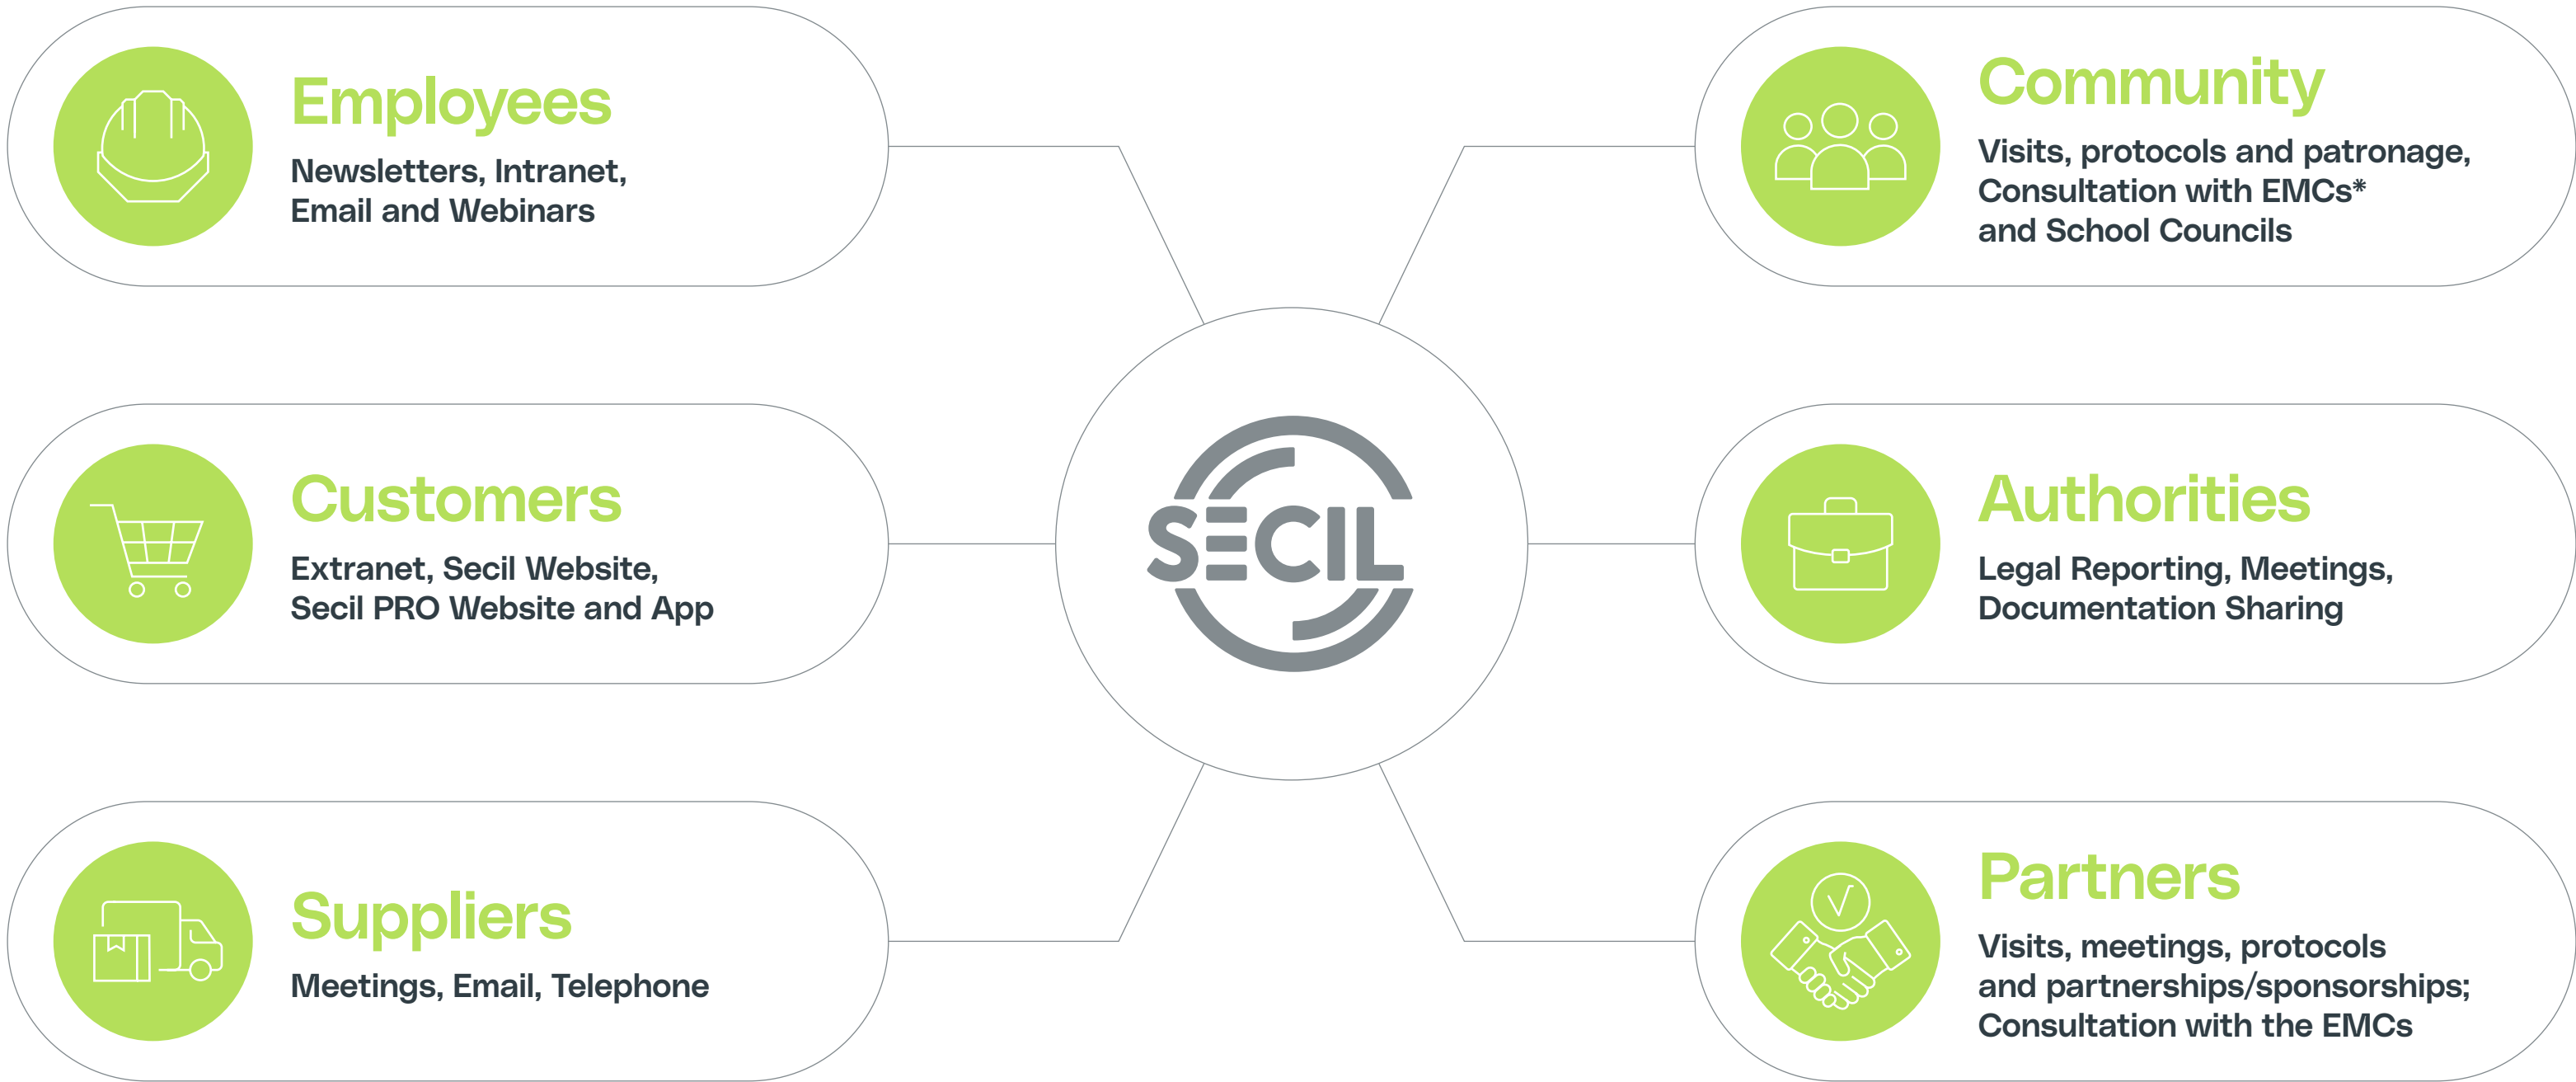 Employees
Newsletters, Intranet,
Email and Webinars
Customers
Extranet, Secil Website,
Secil PRO Website and App
Suppliers
Meetings, Email, Telephone
SECIL
Community
Visits, protocols and patronage,
Consultation with EMCs*
and School Councils
Authorities
Legal Reporting, Meetings,
Documentation Sharing
Partners
Visits, meetings, protocols
and partnerships/sponsorships;
Consultation with the EMCs